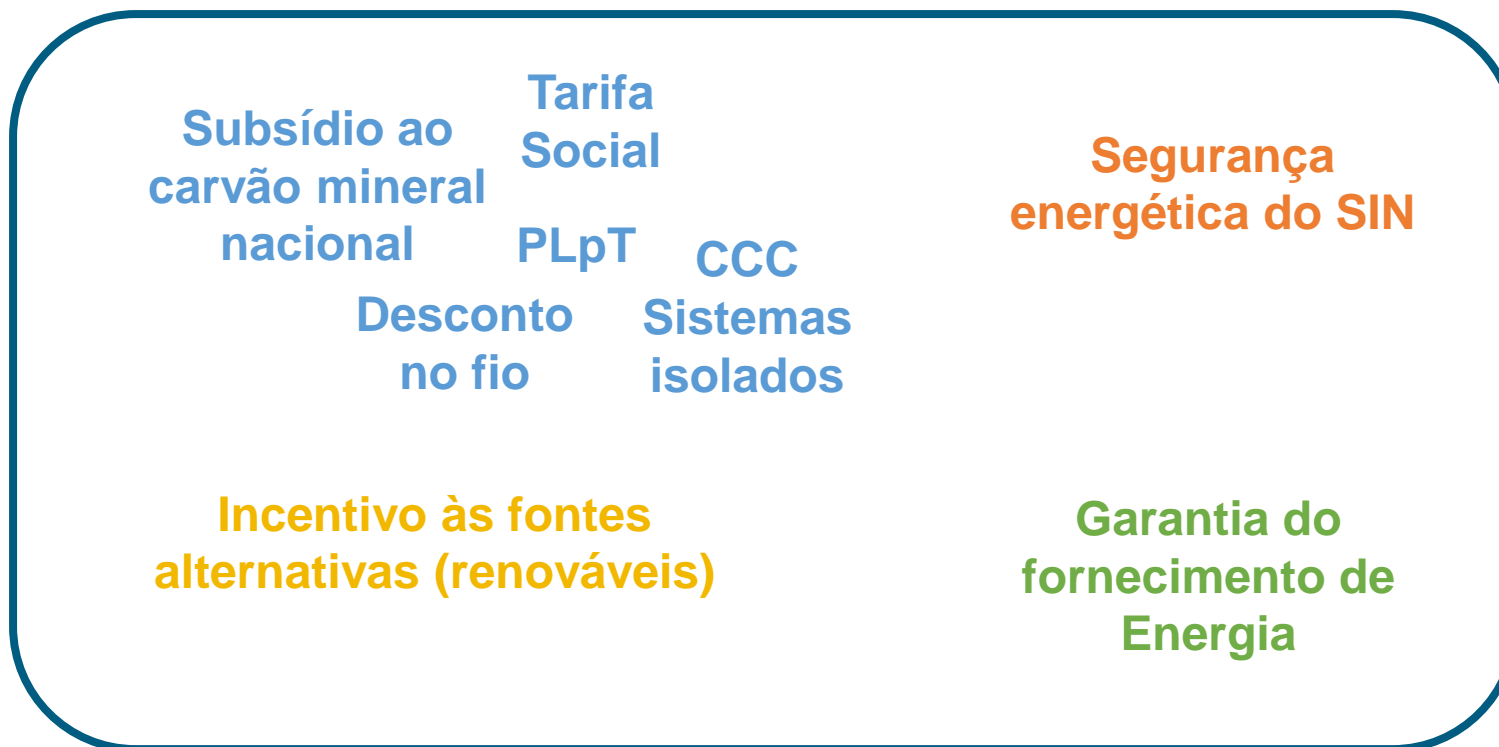 Subsídio ao
carvão mineral
nacional
Tarifa
Social
PLpT
CCC
Sistemas
isolados
Desconto
no fio
Segurança
energética do SIN
Incentivo às fontes
alternativas (renováveis)
Garantia do
fornecimento de
Energia